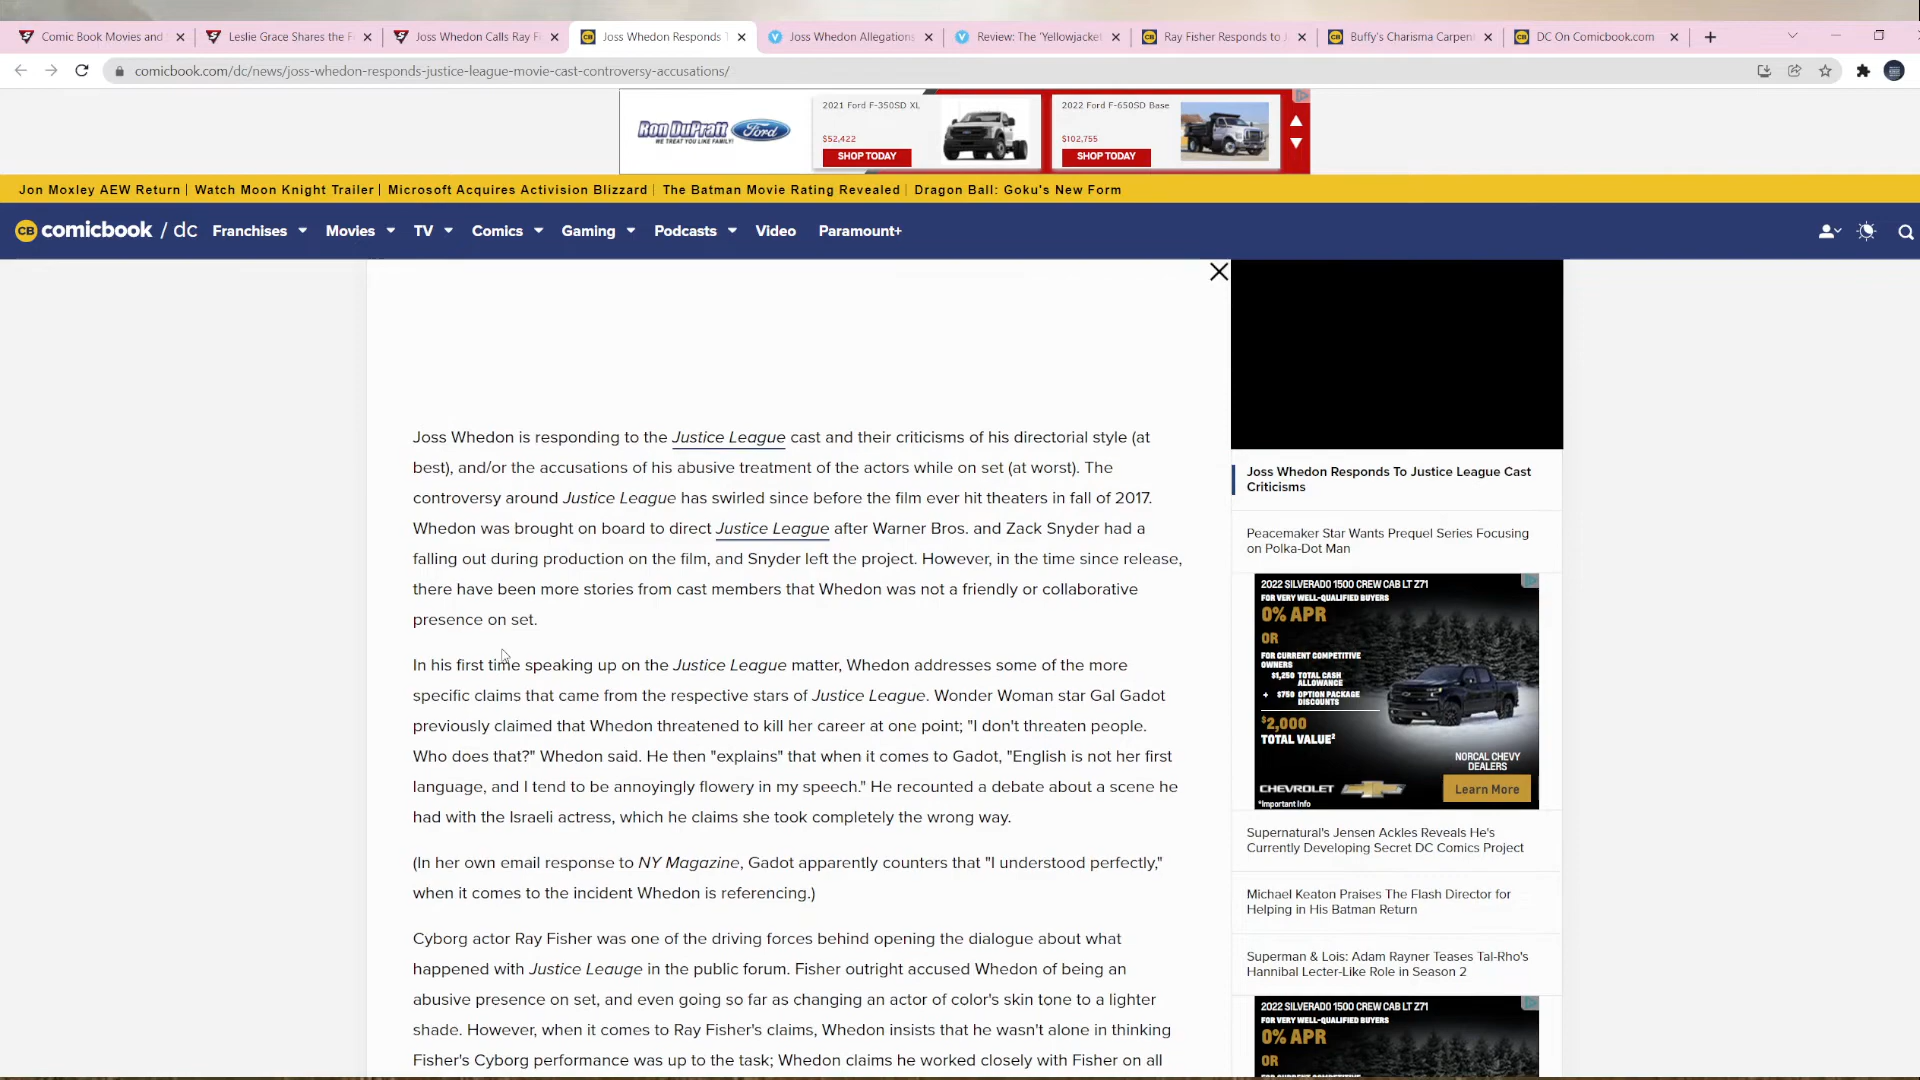 Comic Book Movies and
Leslie Grace Shares the F
Joss Whedon Calls Ray Fi
Joss Whedon Responds T
Joss Whedon Allegations
Review: The 'Yellowjacket
Ray Fisher Responds to J
Buffy's Charisma Carpen
DC On Comicbook.com
comicbook.com/dc/news/joss-whedon-responds-justice-league-movie-cast-controversy-accusations/
Ron DuPratt Ford
WE TREAT YOU LIKE FAMILY!
2021 Ford F-350SD XL
$52,422
SHOP TODAY
2022 Ford F-650SD Base
$102,755
SHOP TODAY
Jon Moxley AEW Return | Watch Moon Knight Trailer | Microsoft Acquires Activision Blizzard | The Batman Movie Rating Revealed | Dragon Ball: Goku's New Form
CB comicbook / dc Franchises Movies TV Comics Gaming Podcasts Video Paramount+
Joss Whedon is responding to the Justice League cast and their criticisms of his directorial style (at
best), and/or the accusations of his abusive treatment of the actors while on set (at worst). The
controversy around Justice League has swirled since before the film ever hit theaters in fall of 2017.
Whedon was brought on board to direct Justice League after Warner Bros. and Zack Snyder had a
falling out during production on the film, and Snyder left the project. However, in the time since release,
there have been more stories from cast members that Whedon was not a friendly or collaborative
presence on set.
In his first time speaking up on the Justice League matter, Whedon addresses some of the more
specific claims that came from the respective stars of Justice League. Wonder Woman star Gal Gadot
previously claimed that Whedon threatened to kill her career at one point; "I don't threaten people.
Who does that?" Whedon said. He then "explains" that when it comes to Gadot, "English is not her first
language, and I tend to be annoyingly flowery in my speech." He recounted a debate about a scene he
had with the Israeli actress, which he claims she took completely the wrong way.
(In her own email response to NY Magazine, Gadot apparently counters that "I understood perfectly,"
when it comes to the incident Whedon is referencing.)
Cyborg actor Ray Fisher was one of the driving forces behind opening the dialogue about what
happened with Justice Leauge in the public forum. Fisher outright accused Whedon of being an
abusive presence on set, and even going so far as changing an actor of color's skin tone to a lighter
shade. However, when it comes to Ray Fisher's claims, Whedon insists that he wasn't alone in thinking
Fisher's Cyborg performance was up to the task; Whedon claims he worked closely with Fisher on all
Joss Whedon Responds To Justice League Cast
Criticisms
Peacemaker Star Wants Prequel Series Focusing
on Polka-Dot Man
2022 SILVERADO 1500 CREW CAB LT Z71
FOR VERY WELL-QUALIFIED BUYERS
0% APR
OR
FOR CURRENT COMPETITIVE
OWNERS
$1,250 TOTAL CASH
ALLOWANCE
+ $750 OPTION PACKAGE
DISCOUNTS
$2,000
TOTAL VALUE²
NORCAL CHEVY
DEALERS
CHEVROLET
Learn More
*Important Info
Supernatural's Jensen Ackles Reveals He's
Currently Developing Secret DC Comics Project
Michael Keaton Praises The Flash Director for
Helping in His Batman Return
Superman & Lois: Adam Rayner Teases Tal-Rho's
Hannibal Lecter-Like Role in Season 2
2022 SILVERADO 1500 CREW CAB LT Z71
FOR VERY WELL-QUALIFIED BUYERS
0% APR
OR